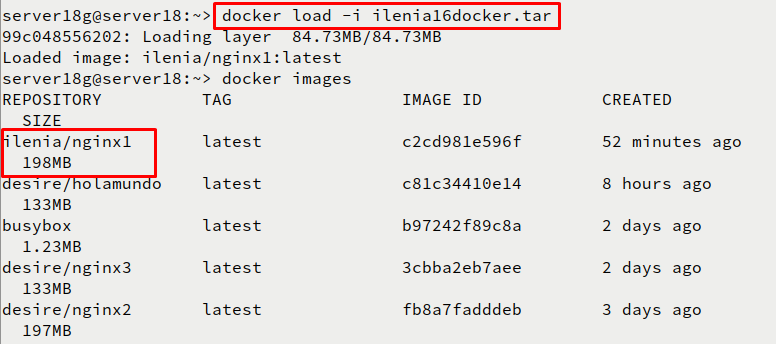 server18g@server18:~> docker load -i ilenia16docker.tar
99c048556202: Loading layer  84.73MB/84.73MB
Loaded image: ilenia/nginx1:latest
server18g@server18:~> docker images
REPOSITORY          TAG                 IMAGE ID            CREATED
  SIZE
ilenia/nginx1       latest              c2cd981e596f        52 minutes ago
  198MB
desire/holamundo    latest              c81c34410e14        8 hours ago
  133MB
busybox             latest              b97242f89c8a        2 days ago
  1.23MB
desire/nginx3       latest              3cbba2eb7aee        2 days ago
  133MB
desire/nginx2       latest              fb8a7fadddeb        3 days ago
  197MB